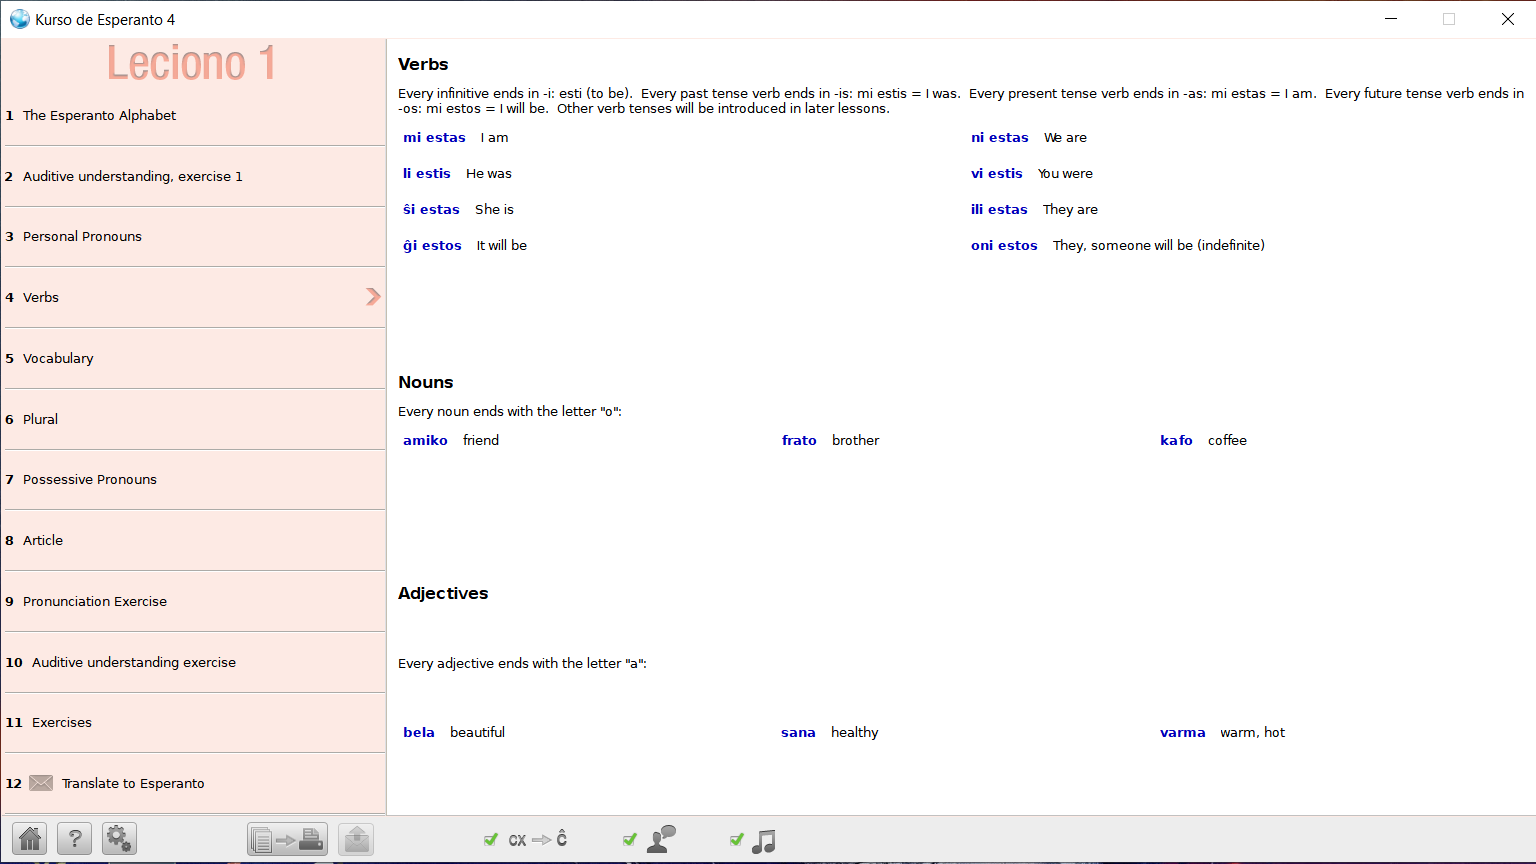 Kurso de Esperanto 4
Leciono 1
1 The Esperanto Alphabet
2 Auditive understanding, exercise 1
3 Personal Pronouns
4 Verbs
5 Vocabulary
6 Plural
7 Possessive Pronouns
8 Article
9 Pronunciation Exercise
10 Auditive understanding exercise
11 Exercises
12 Translate to Esperanto
Verbs
Every infinitive ends in -i: esti (to be). Every past tense verb ends in -is: mi estis = I was. Every present tense verb ends in -as: mi estas = I am. Every future tense verb ends in
-os: mi estos = I will be. Other verb tenses will be introduced in later lessons.
mi estas I am ni estas We are
li estis He was vi estis You were
ŝi estas She is ili estas They are
ĝi estos It will be oni estos They, someone will be (indefinite)
Nouns
Every noun ends with the letter "o":
amiko friend frato brother kafo coffee
Adjectives
Every adjective ends with the letter "a":
bela beautiful sana healthy varma warm, hot
? cx Ĉ